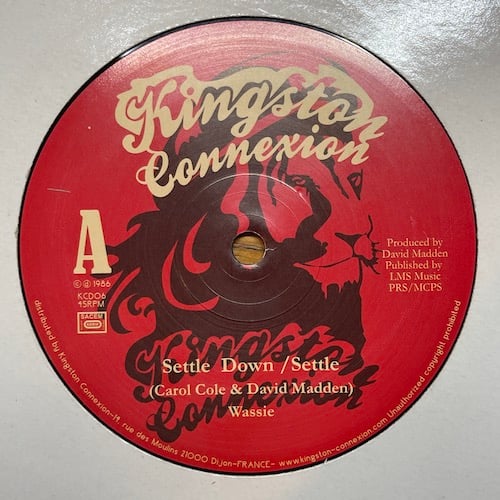 Kingston
Connexion
A
© ℗ 1986
KCD06
45RPM
SACEM
Produced by
David Madden
Published by
LMS Music
PRS/MCPS
Kingston
Connexion
Settle Down /Settle
(Carol Cole & David Madden)
Wassie
distributed by Kingston Connexion-14 rue des Moulins 21000 Dijon-FRANCE- www.kingston-connexion.com Unauthorized copyright prohibited